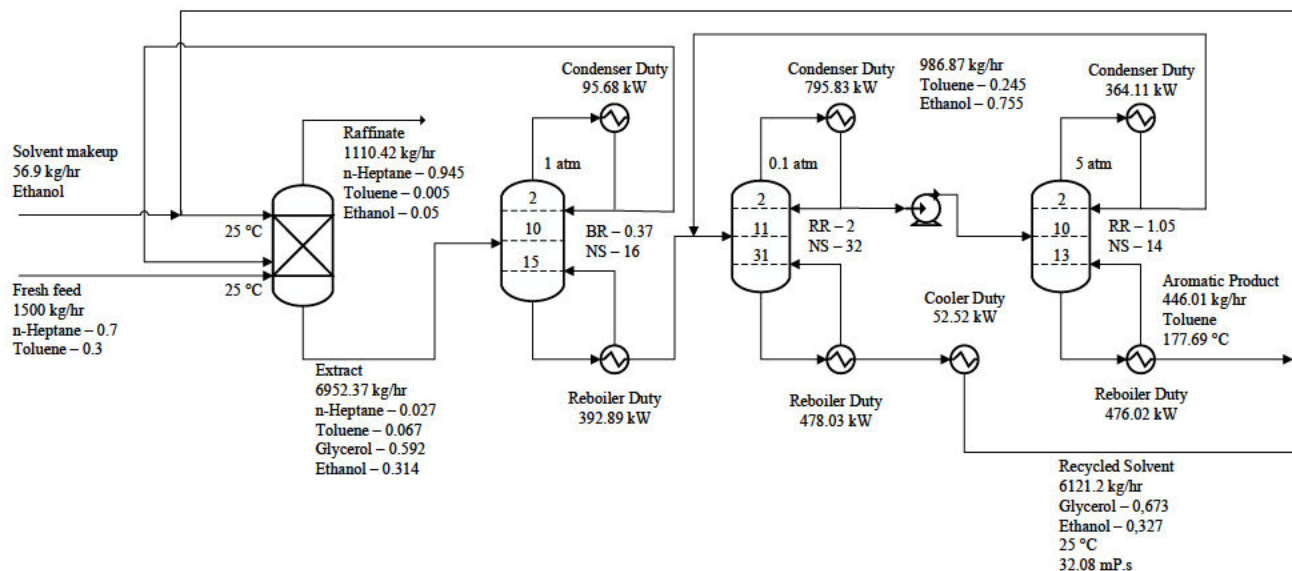 Solvent makeup
56.9 kg/hr
Ethanol
25 °C
25 °C
Fresh feed
1500 kg/hr
n-Heptane – 0.7
Toluene – 0.3
Raffinate
1110.42 kg/hr
n-Heptane – 0.945
Toluene – 0.005
Ethanol – 0.05
Extract
6952.37 kg/hr
n-Heptane – 0.027
Toluene – 0.067
Glycerol – 0.592
Ethanol – 0.314
Condenser Duty
95.68 kW
1 atm
2
10
15
BR – 0.37
NS – 16
Reboiler Duty
392.89 kW
Condenser Duty
795.83 kW
0.1 atm
2
11
31
RR – 2
NS – 32
Reboiler Duty
478.03 kW
Cooler Duty
52.52 kW
986.87 kg/hr
Toluene – 0.245
Ethanol – 0.755
Condenser Duty
364.11 kW
5 atm
2
10
13
RR – 1.05
NS – 14
Aromatic Product
446.01 kg/hr
Toluene
177.69 °C
Reboiler Duty
476.02 kW
Recycled Solvent
6121.2 kg/hr
Glycerol – 0,673
Ethanol – 0,327
25 °C
32.08 mP.s